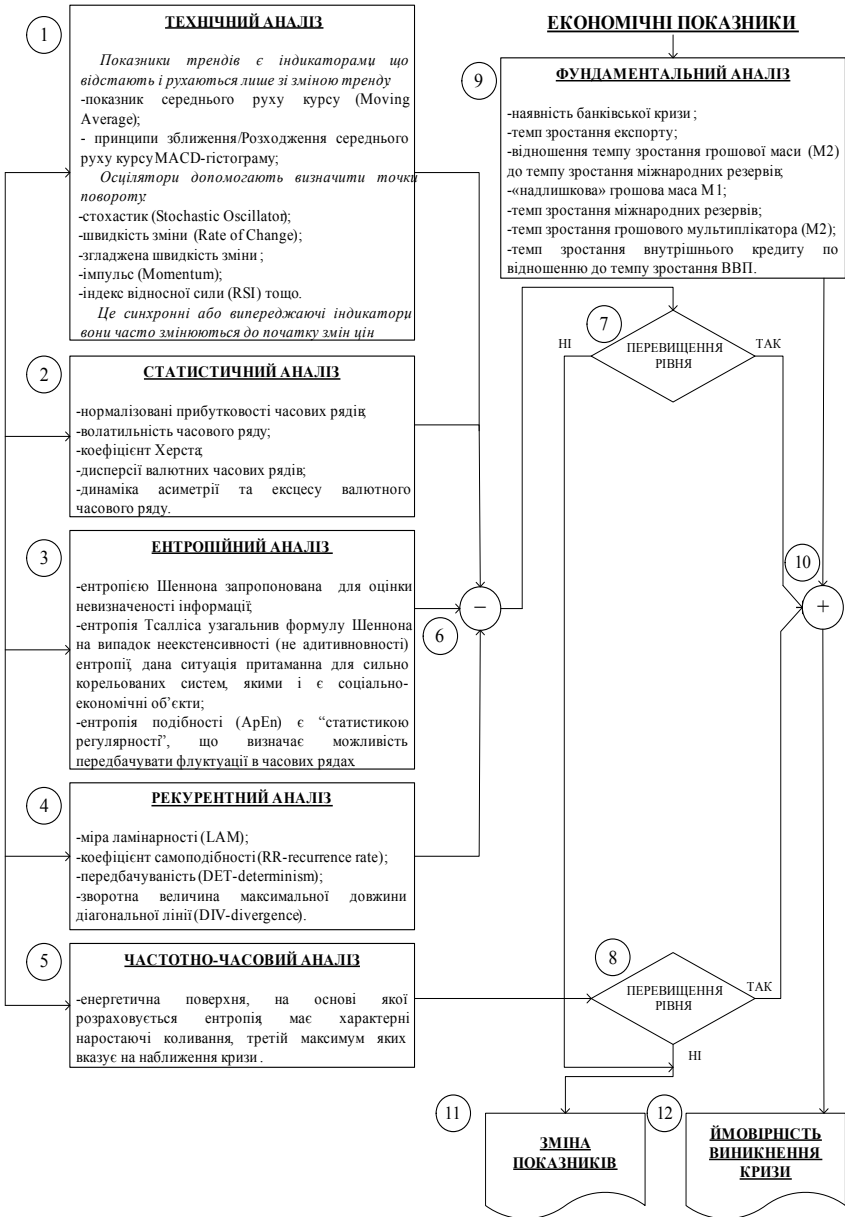 1
ТЕХНІЧНИЙ АНАЛІЗ
Показники трендів є індикаторами, що
відстають і рухаються лише зі зміною тренду
-показник середнього руху курсу (Moving
Average);
- принципи зближення/Розходження середнього
руху курсу MACD-гістограму;
Осцілятори допомогають визначити точки
повороту:
-стохастик (Stochastic Oscillator);
-швидкість зміни (Rate of Change);
-згладжена швидкість зміни ;
-імпульс (Momentum);
-індекс відносної сили (RSI) тощо.
Це синхронні або випереджаючі індикатори
вони часто змінюються до початку змін цін
2
СТАТИСТИЧНИЙ АНАЛІЗ
-нормалізовані прибутковості часових рядів;
-волатильність часового ряду;
-коефіцієнт Херста;
-дисперсії валютних часових рядів;
-динаміка асиметрії та ексцесу валютного
часового ряду.
3
ЕНТРОПІЙНИЙ АНАЛІЗ
-ентропією Шеннона запропонована для оцінки
невизначеності інформації;
-ентропія Тсалліса узагальнив формулу Шеннона
на випадок неекстенсивності (не адитивновності)
ентропії, дана ситуація притаманна для сильно
корельованих систем, якими і є соціально-
економічні об’єкти;
-ентропія подібності (ApEn) є “статистикою
регулярності”, що визначає можливість
передбачувати флуктуації в часових рядах
4
РЕКУРЕНТНИЙ АНАЛІЗ
-міра ламінарності (LAM);
-коефіцієнт самоподібності (RR-recurrence rate);
-передбачуваність (DET-determinism);
-зворотна величина максимальної довжини
діагональної лінії (DIV-divergence).
5
ЧАСТОТНО-ЧАСОВИЙ АНАЛІЗ
-енергетична поверхня, на основі якої
розраховується ентропія, має характерні
наростаючі коливання, третій максимум яких
вказує на наближення кризи .
6
−
ЕКОНОМІЧНІ ПОКАЗНИКИ
9
ФУНДАМЕНТАЛЬНИЙ АНАЛІЗ
-наявність банківської кризи ;
-темп зростання експорту;
-відношення темпу зростання грошової маси (М2)
до темпу зростання міжнародних резервів;
-«надлишкова» грошова маса М1;
-темп зростання міжнародних резервів;
-темп зростання грошового мультиплікатора (М2);
-темп зростання внутрішнього кредиту по
відношенню до темпу зростання ВВП.
7
НІ
ПЕРЕВИЩЕННЯ
РІВНЯ
ТАК
10
+
8
ПЕРЕВИЩЕННЯ
РІВНЯ
ТАК
НІ
11
ЗМІНА
ПОКАЗНИКІВ
12
ЙМОВІРНІСТЬ
ВИНИКНЕННЯ
КРИЗИ